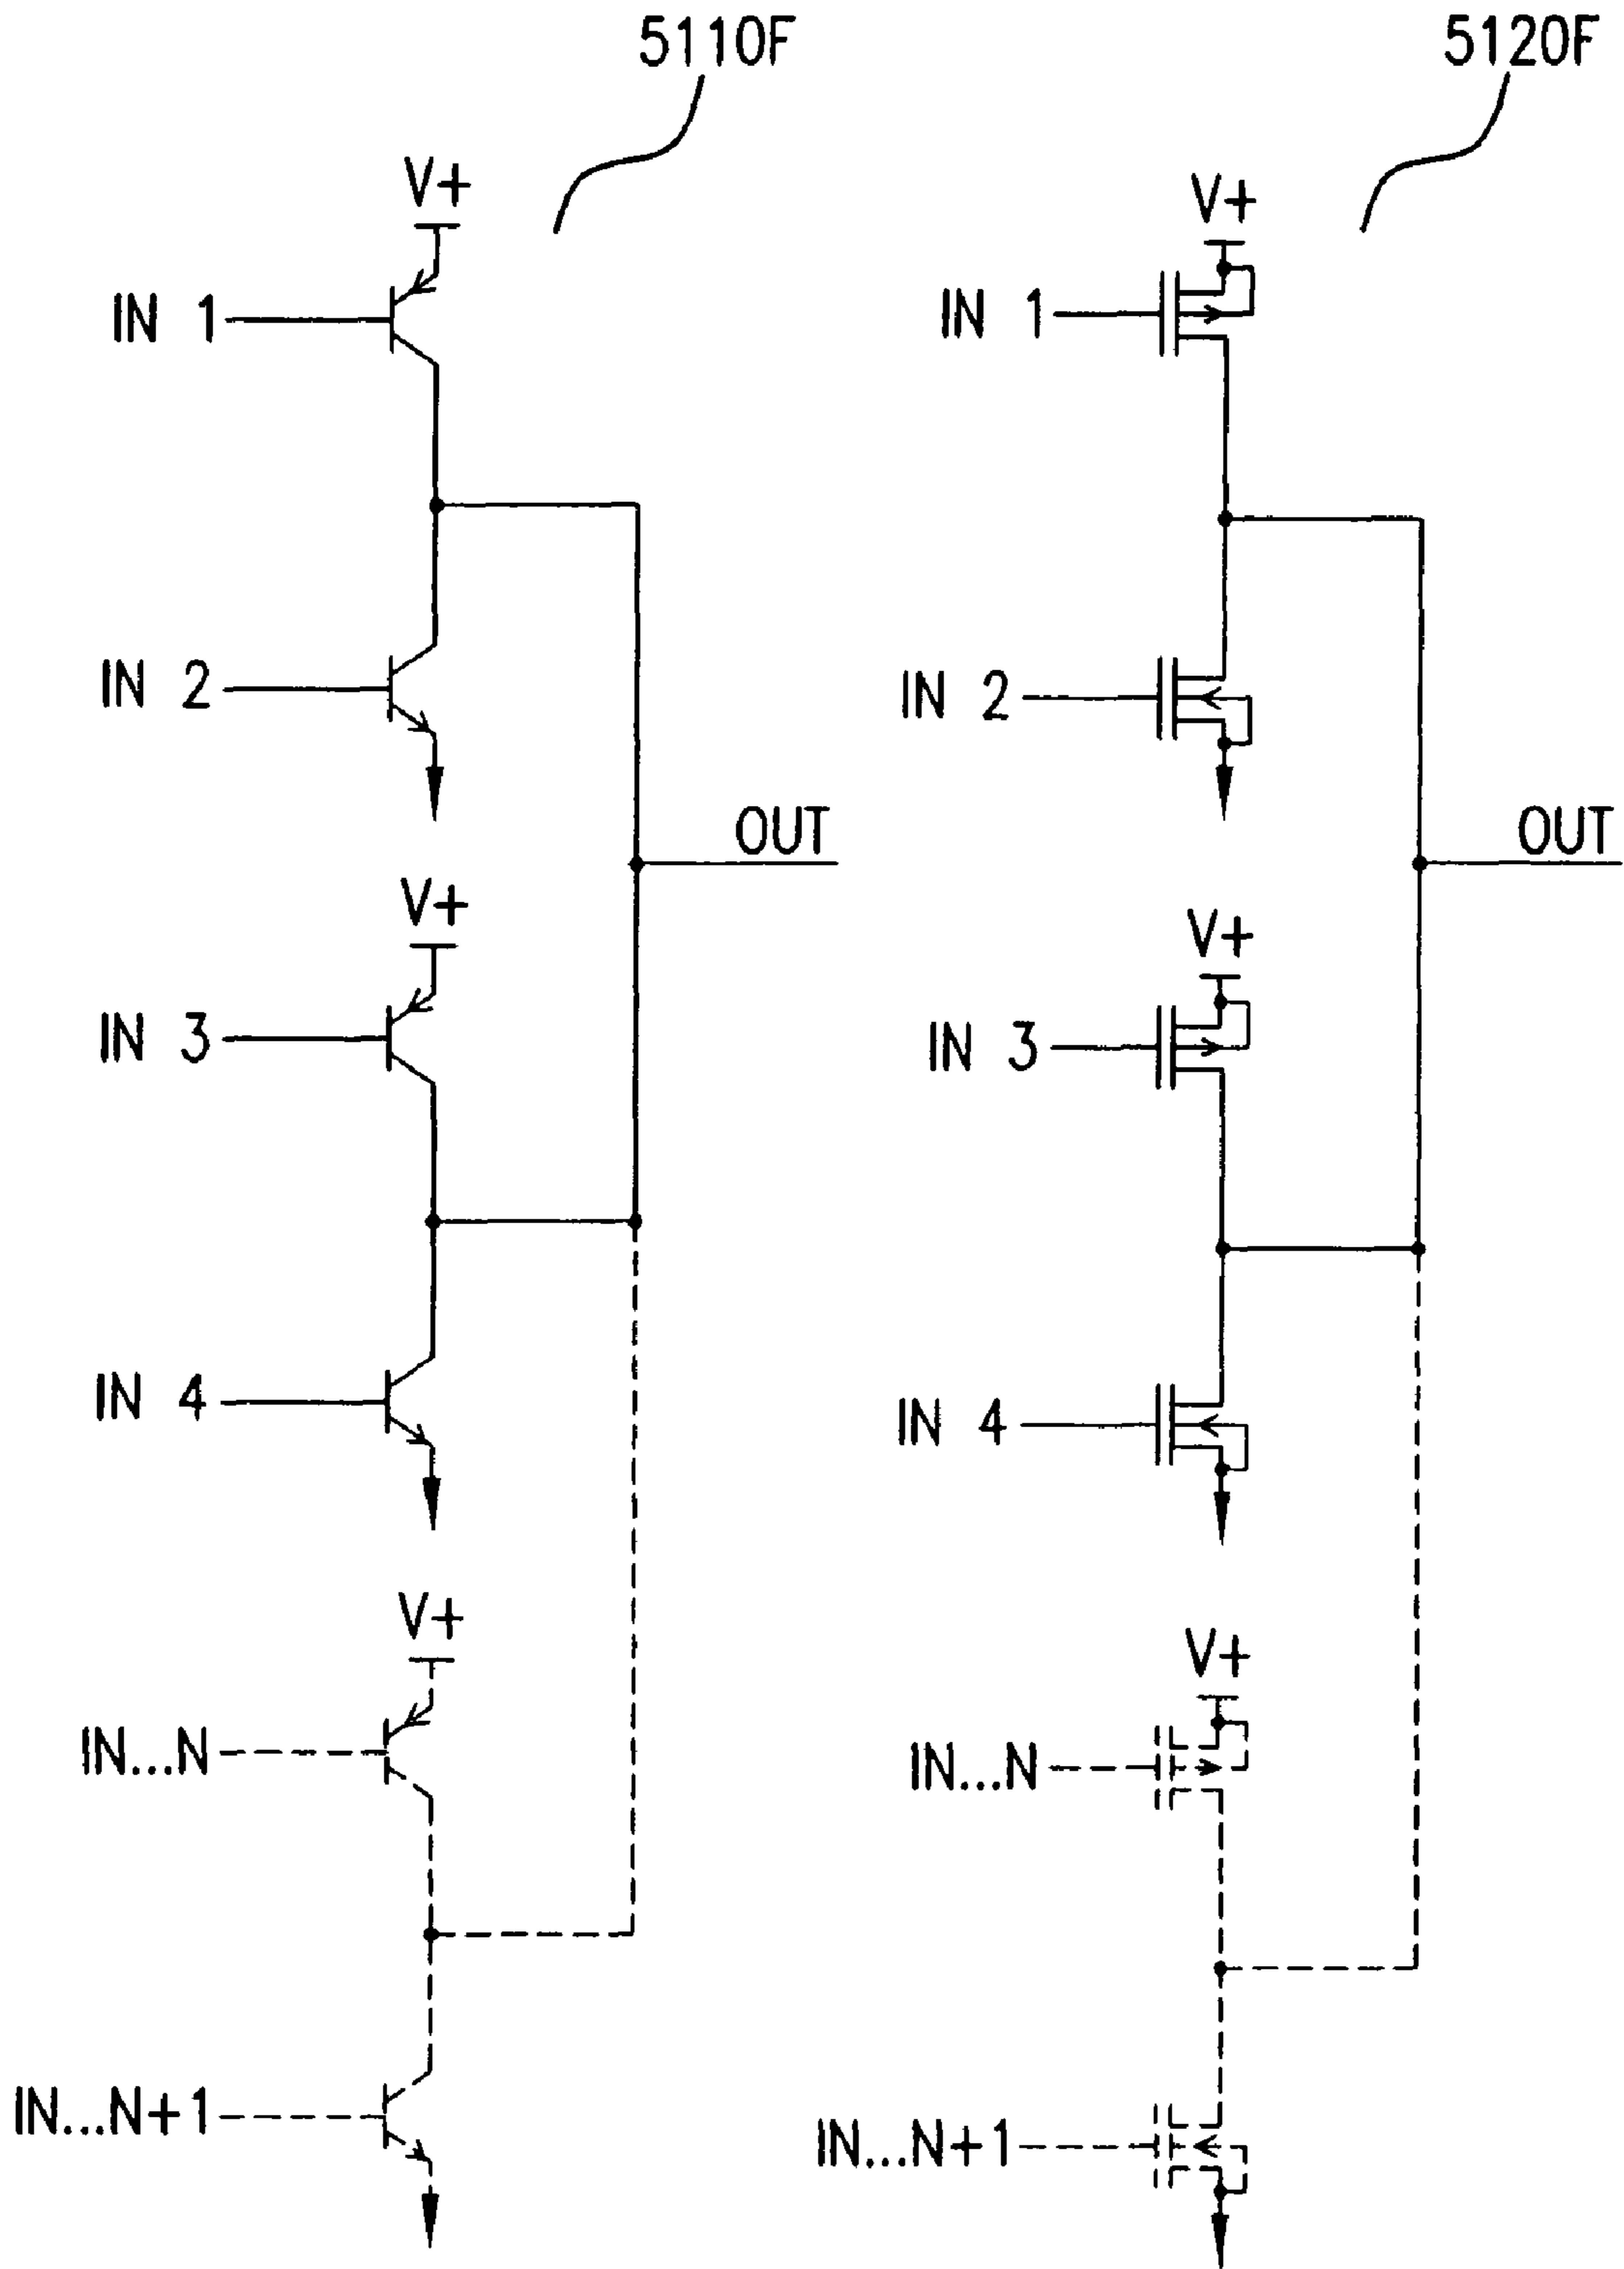 5110F
5120F
V+
IN 1
IN 2
OUT
V+
IN 3
IN 4
V+
IN...N
IN...N+1
V+
IN 1
IN 2
OUT
V+
IN 3
IN 4
V+
IN...N
IN...N+1